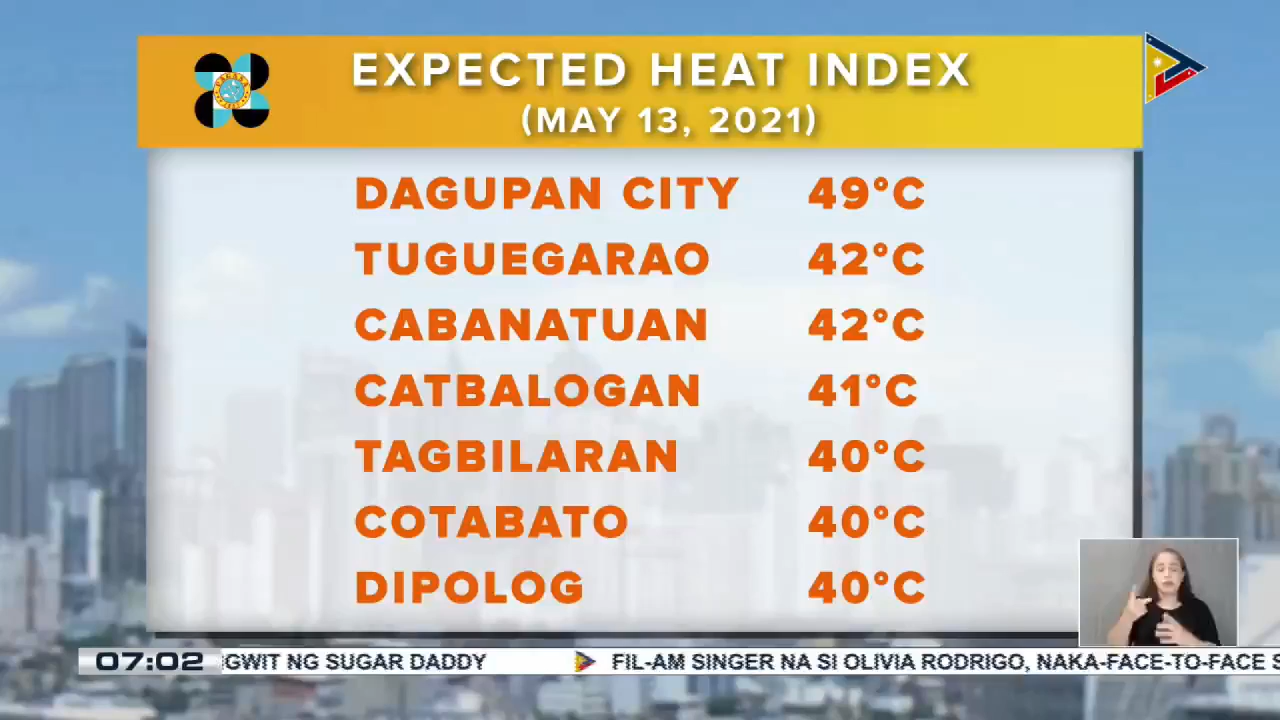 EXPECTED HEAT INDEX
(MAY 13, 2021)
DAGUPAN CITY 49°C
TUGUEGARAO 42°C
CABANATUAN 42°C
CATBALOGAN 41°C
TAGBILARAN 40°C
COTABATO 40°C
DIPOLOG 40°C
07:02 GWIT NG SUGAR DADDY FIL-AM SINGER NA SI OLIVIA RODRIGO, NAKA-FACE-TO-FACE S